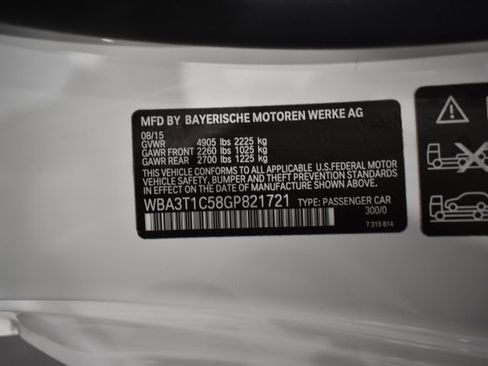 MFD BY BAYERISCHE MOTOREN WERKE AG
08/15
GVWR 4905 lbs 2225 kg
GAWR FRONT 2260 lbs 1025 kg
GAWR REAR 2700 lbs 1225 kg
THIS VEHICLE CONFORMS TO ALL APPLICABLE U.S.FEDERAL MOTOR
VEHICLE SAFETY, BUMPER AND THEFT PREVENTION STANDARDS
IN EFFECT ON THE DATE OF MANUFACTURE SHOWN ABOVE.
WBA3T1C58GP821721
TYPE: PASSENGER CAR
300/0
7 315 814